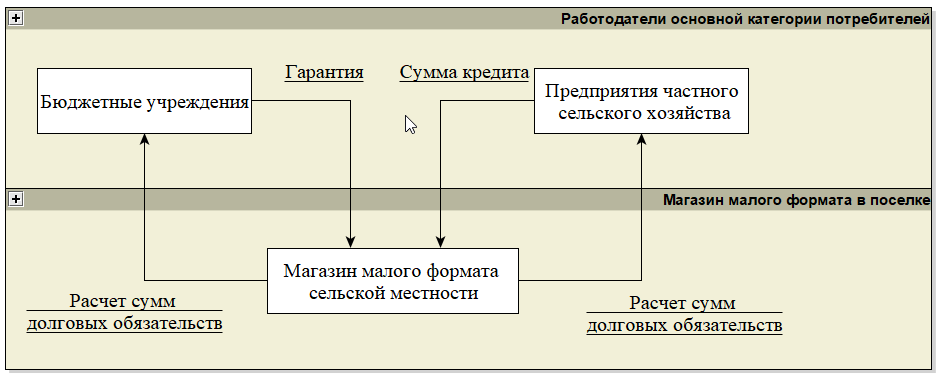 Работодатели основной категории потребителей
Гарантия
Сумма кредита
Бюджетные учреждения
Предприятия частного
сельского хозяйства
Магазин малого формата в поселке
Магазин малого формата
сельской местности
Расчет сумм
долговых обязательств
Расчет сумм
долговых обязательств